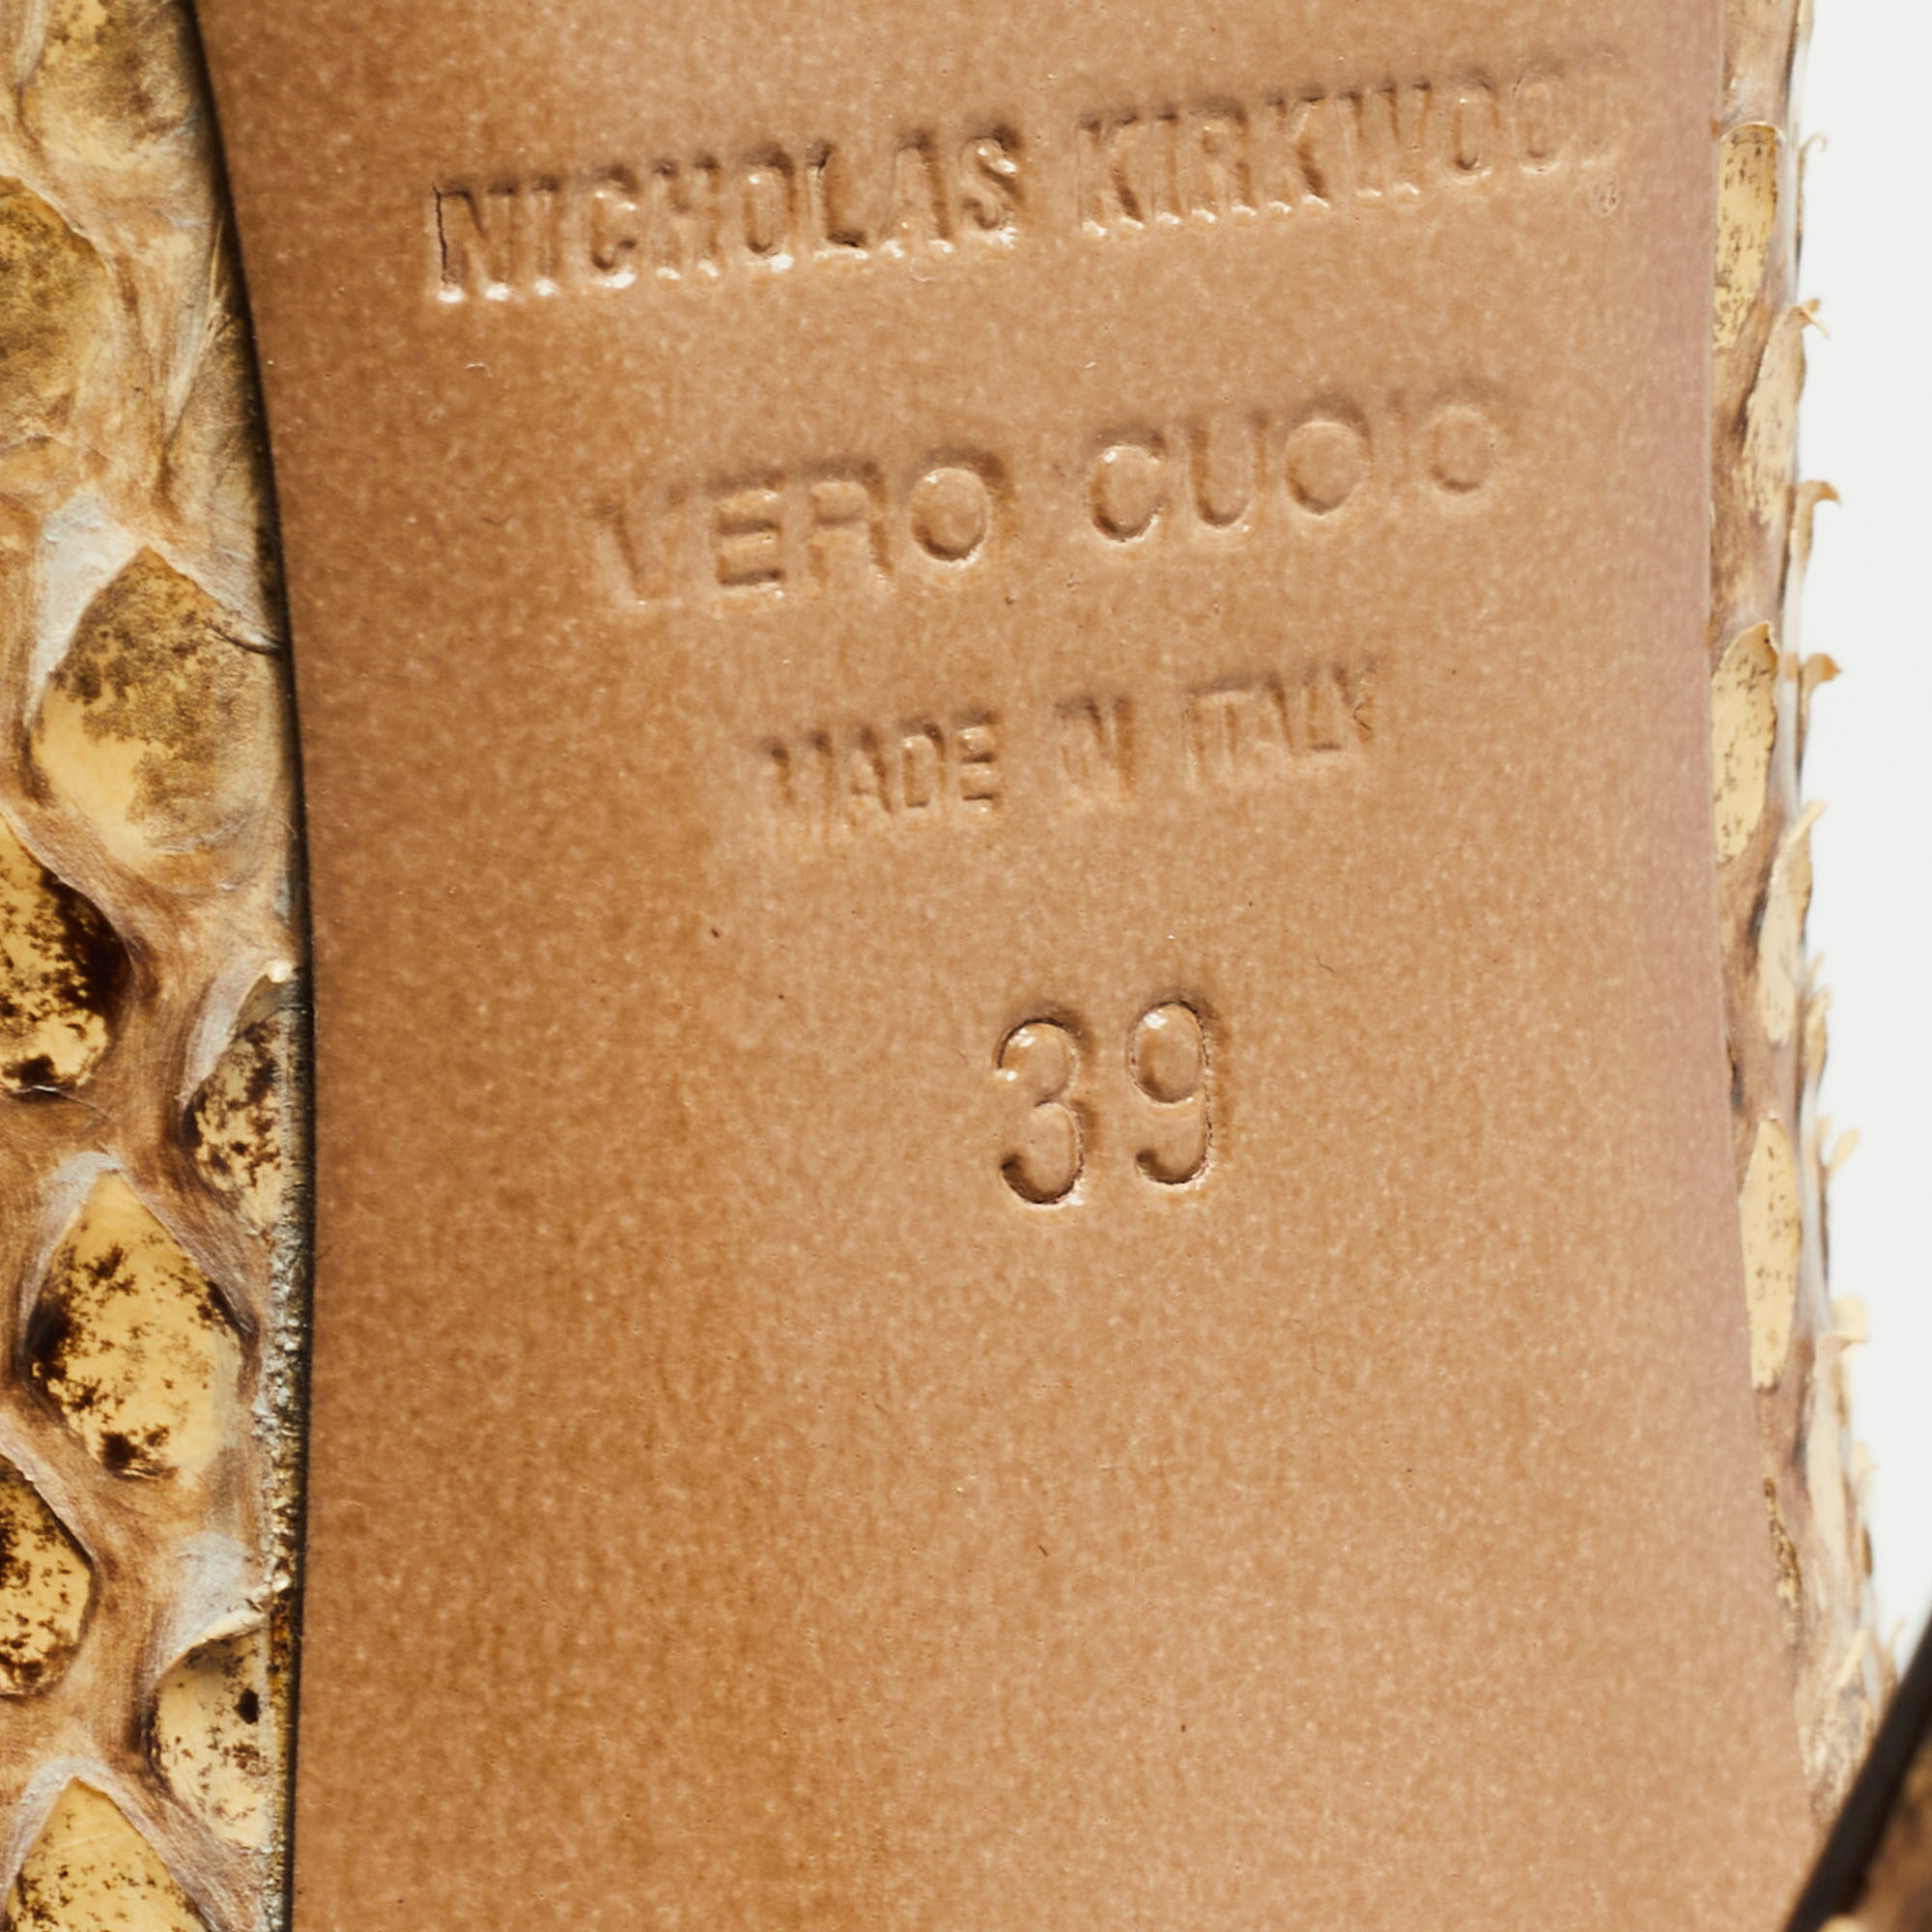 NICHOLAS KIRKWOOD
VERO CUOIO
MADE IN ITALY
39